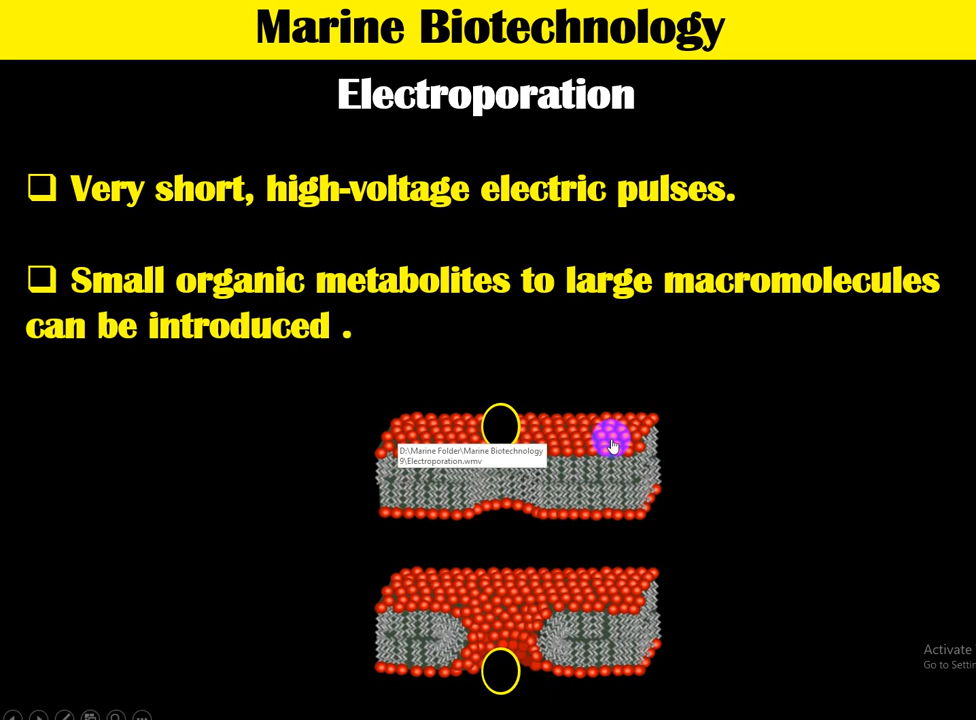 Marine Biotechnology
Electroporation
❑ Very short, high-voltage electric pulses.
❑ Small organic metabolites to large macromolecules
can be introduced .
D:\Marine Folder\Marine Biotechnology
9\Electroporation.wmv
Activate
Go to Settin